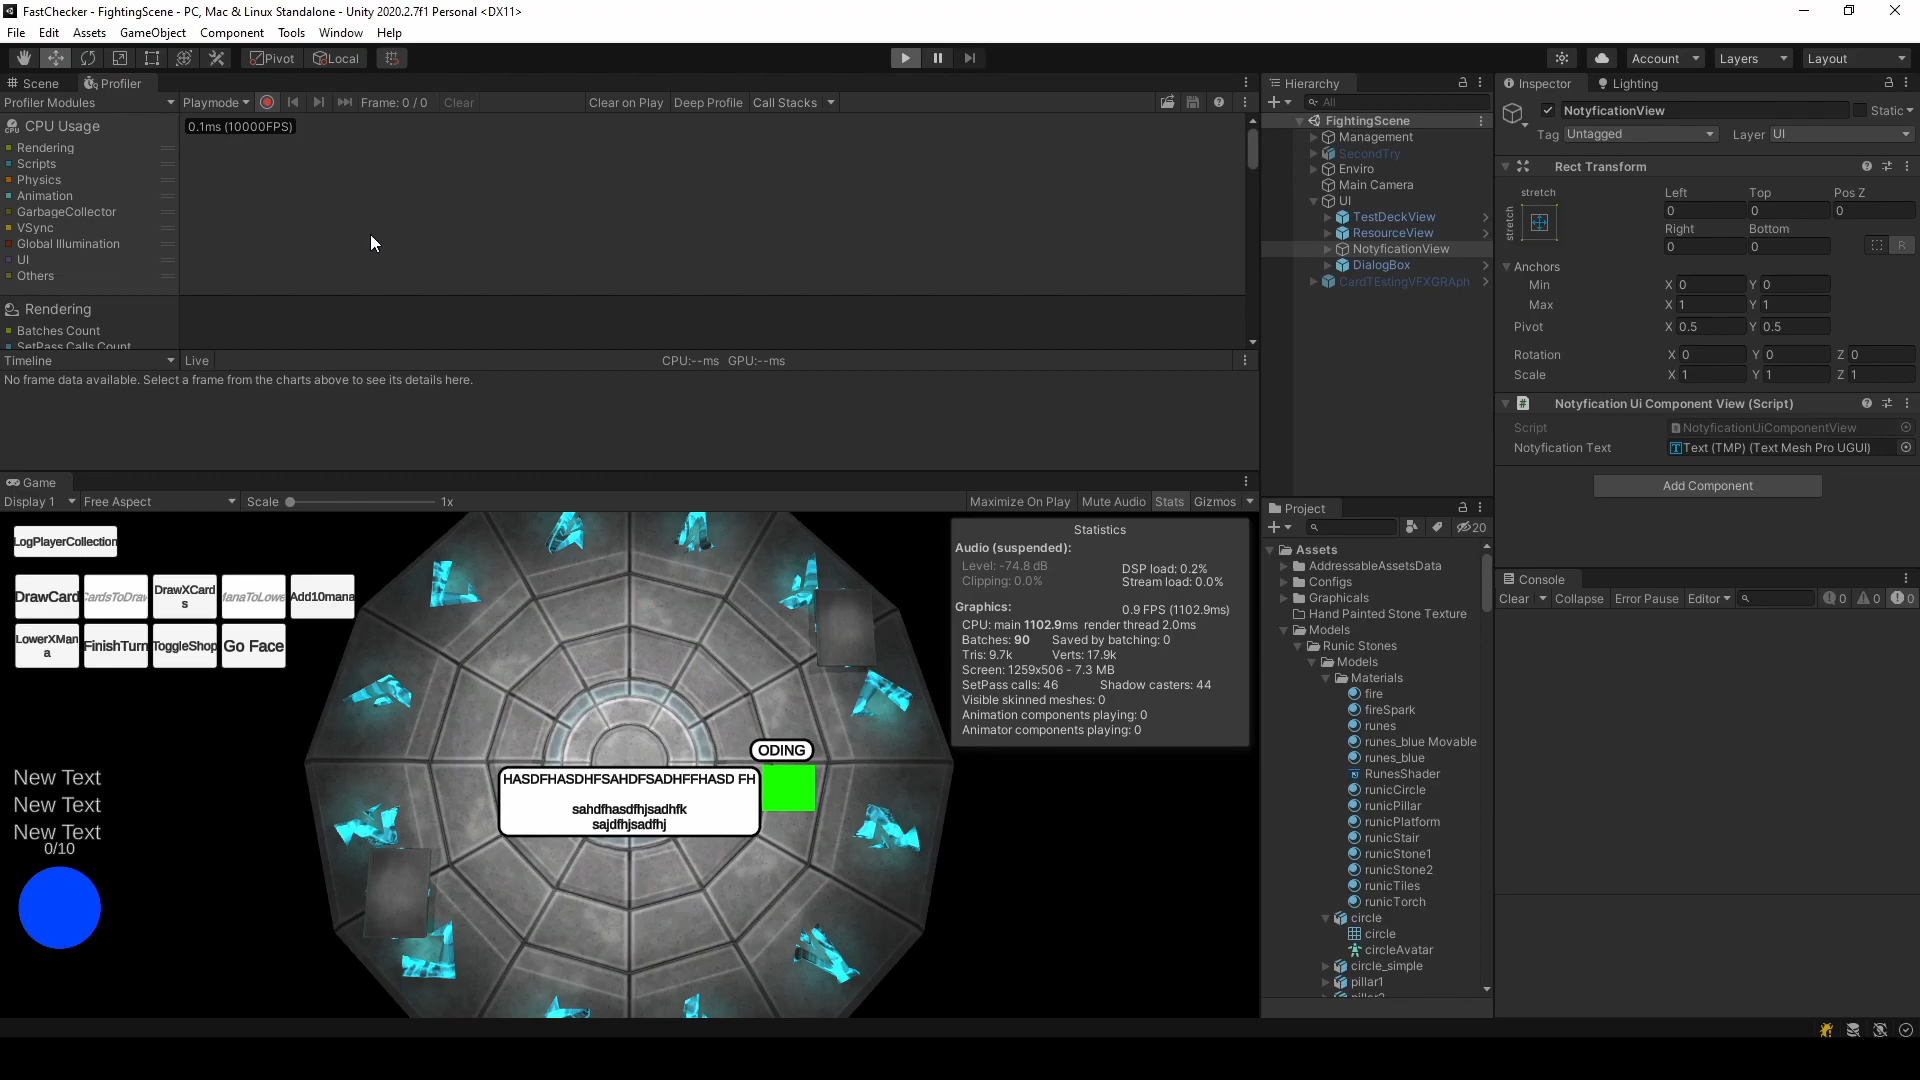 FastChecker - FightingScene - PC, Mac & Linux Standalone - Unity 2020.2.7f1 Personal <DX11>
File Edit Assets GameObject Component Tools Window Help
Pivot Local Account Layers Layout
Scene Profiler
Profiler Modules Playmode Frame: 0 / 0 Clear Clear on Play Deep Profile Call Stacks
CPU Usage 0.1ms (10000FPS)
Rendering
Scripts
Physics
Animation
GarbageCollector
VSync
Global Illumination
UI
Others
Rendering
Batches Count
SetPass Calls Count
Timeline Live CPU:--ms GPU:--ms
No frame data available. Select a frame from the charts above to see its details here.
Game
Display 1 Free Aspect Scale 1x Maximize On Play Mute Audio Stats Gizmos
LogPlayerCollection
DrawCard CardsToDraw DrawXCard
s
Add10mana
LowerXMan
a
FinishTurn ToggleShop Go Face
New Text
New Text
New Text
0/10
ODING
HASDFHASDHFSAHDFSADHFFHASD FH
sahdfhasdfhjsadhfk
sajdfhjsadfhj
Statistics
Audio (suspended):
Level: -74.8 dB DSP load: 0.2%
Clipping: 0.0% Stream load: 0.0%
Graphics: 0.9 FPS (1102.9ms)
CPU: main 1102.9ms render thread 2.0ms
Batches: 90 Saved by batching: 0
Tris: 9.7k Verts: 17.9k
Screen: 1259x506 - 7.3 MB
SetPass calls: 46 Shadow casters: 44
Visible skinned meshes: 0
Animation components playing: 0
Animator components playing: 0
Hierarchy
All
FightingScene
Management
SecondTry
Enviro
Main Camera
UI
TestDeckView
ResourceView
NotyficationView
DialogBox
CardTEstingVFXGRAph
Project
20
Assets
AddressableAssetsData
Configs
Graphicals
Hand Painted Stone Texture
Models
Runic Stones
Models
Materials
fire
fireSpark
runes
runes_blue Movable
runes_blue
RunesShader
runicCircle
runicPillar
runicPlatform
runicStair
runicStone1
runicStone2
runicTiles
runicTorch
circle
circle
circleAvatar
circle_simple
pillar1
Inspector Lighting
NotyficationView Static
Tag Untagged Layer UI
Rect Transform
stretch Left Top Pos Z
stretch 0 0 0
Right Bottom
0 0 R
Anchors
Min X 0 Y 0
Max X 1 Y 1
Pivot X 0.5 Y 0.5
Rotation X 0 Y 0 Z 0
Scale X 1 Y 1 Z 1
Notyfication Ui Component View (Script)
Script NotyficationUiComponentView
Notyfication Text Text (TMP) (Text Mesh Pro UGUI)
Add Component
Console
Clear Collapse Error Pause Editor 0 0 0